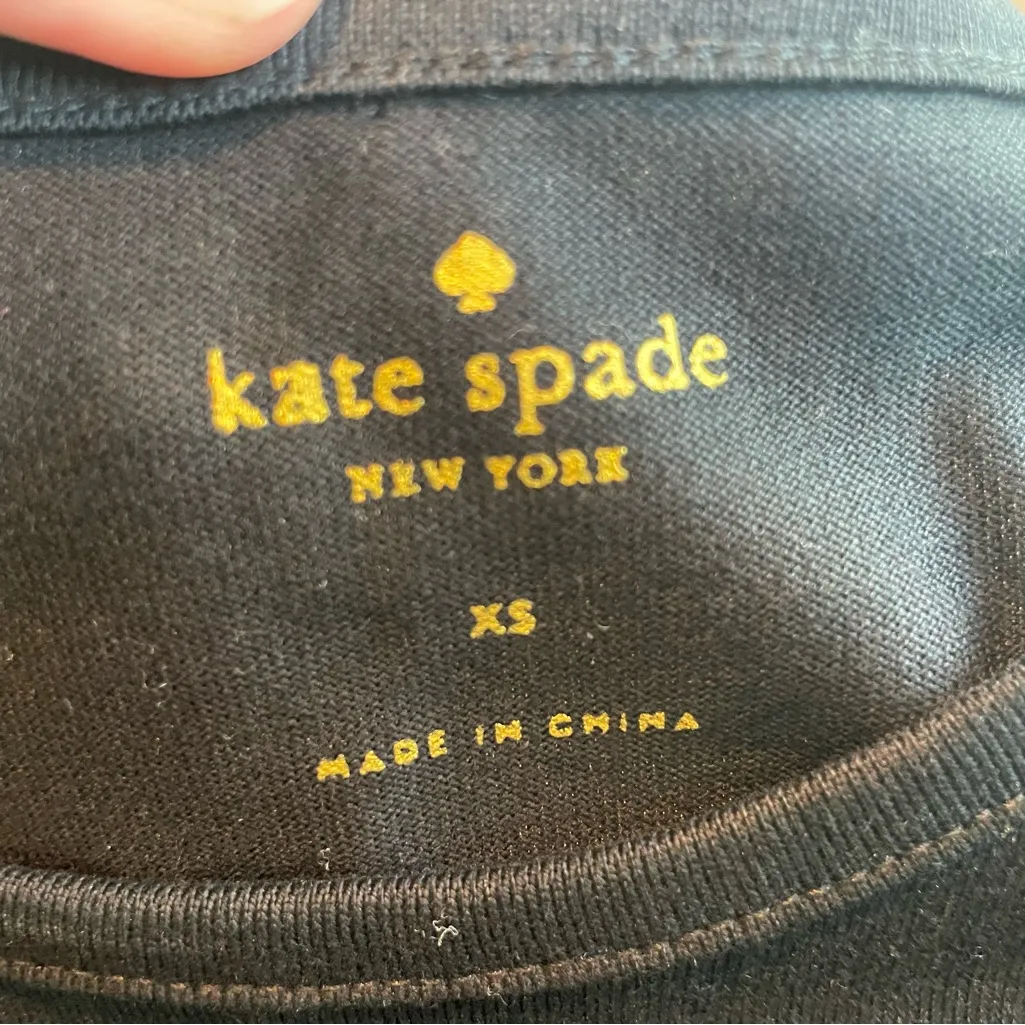 kate spade
NEW YORK
XS
MADE IN CHINA